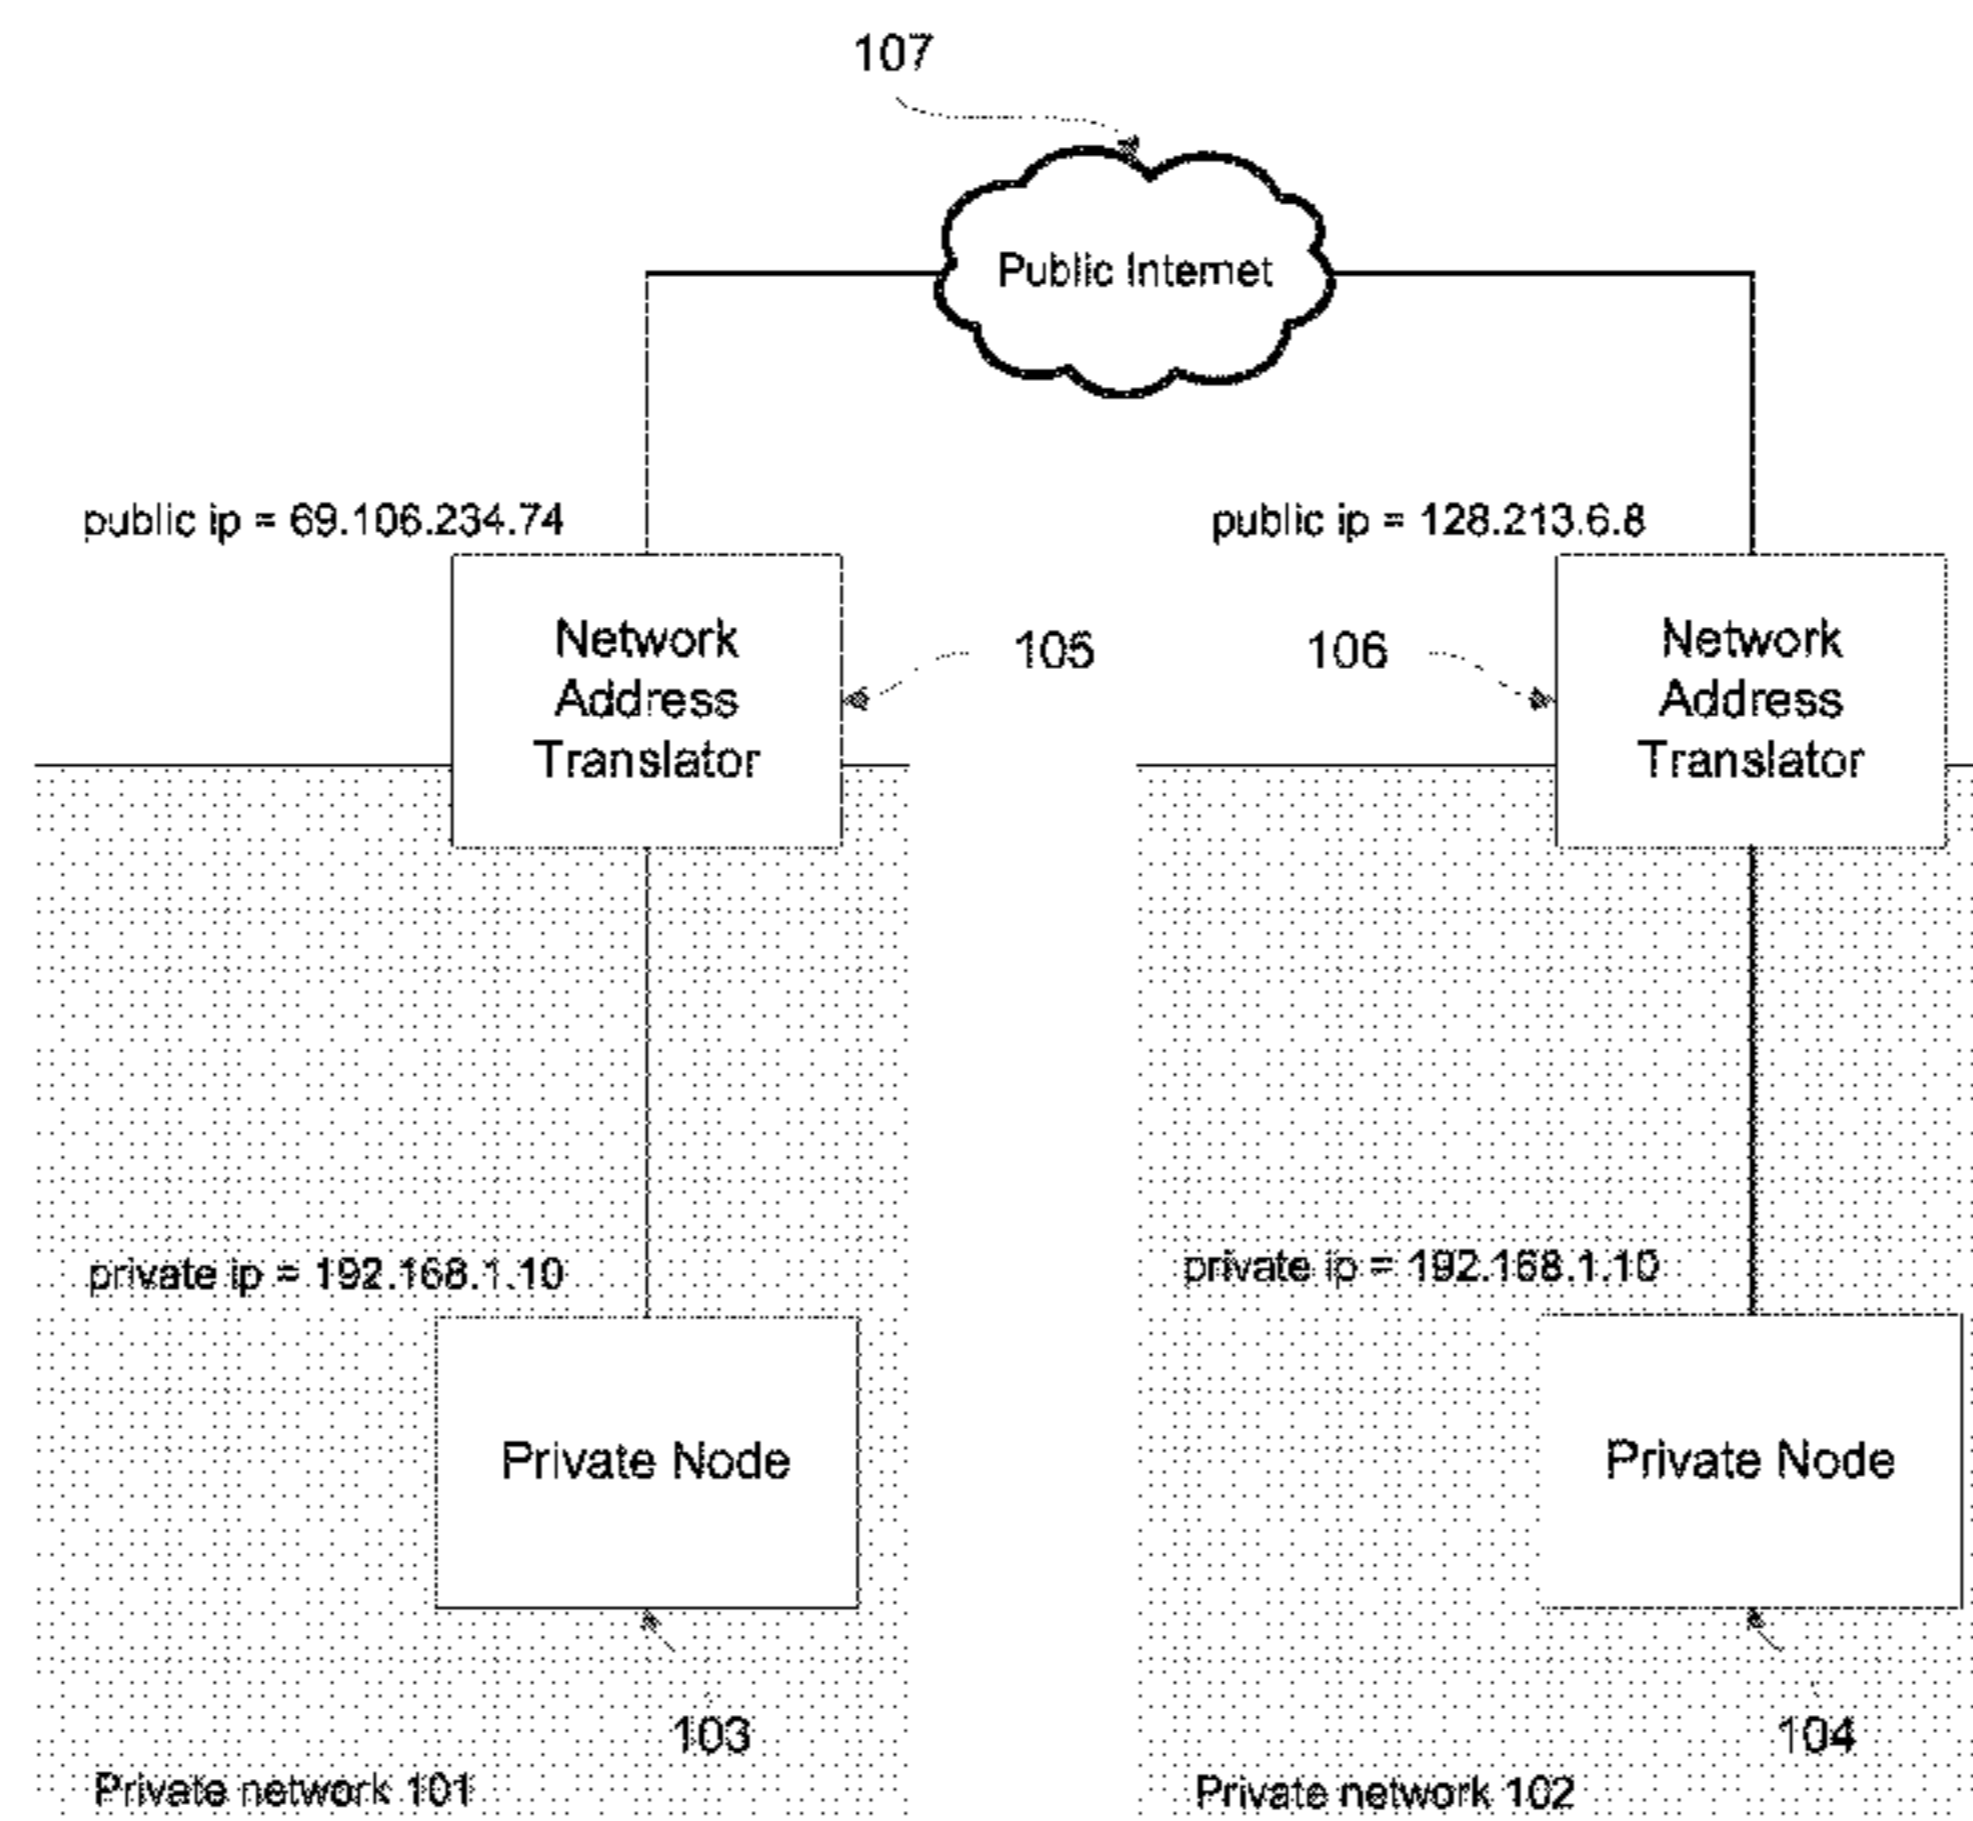 107
Public Internet
public ip = 69.106.234.74
public ip = 128.213.6.8
Network
Address
Translator
105
106
Network
Address
Translator
private ip = 192.168.1.10
private ip = 192.168.1.10
Private Node
Private Node
103
104
Private network 101
Private network 102